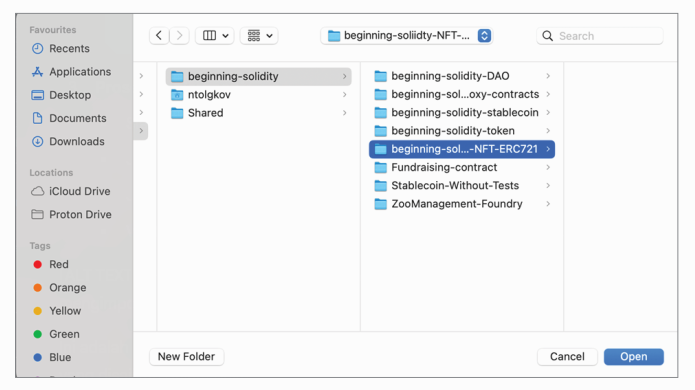 Favourites
Recents
Applications
Desktop
Documents
Downloads
Locations
iCloud Drive
Proton Drive
Tags
Red
Orange
Yellow
Green
Blue
beginning-soliidty-NFT-...
Search
beginning-solidity
ntolgkov
Shared
beginning-solidity-DAO
beginning-sol...oxy-contracts
beginning-solidity-stablecoin
beginning-solidity-token
beginning-sol...-NFT-ERC721
Fundraising-contract
Stablecoin-Without-Tests
ZooManagement-Foundry
New Folder
Cancel
Open